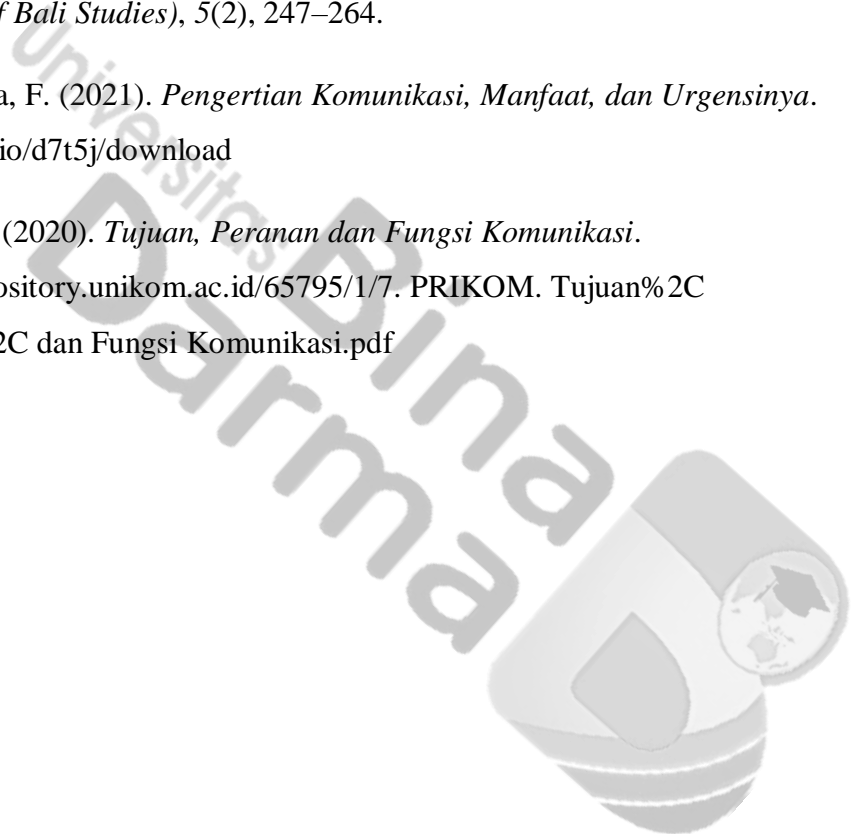 f Bali Studies), 5(2), 247–264.
a, F. (2021). Pengertian Komunikasi, Manfaat, dan Urgensinya.
io/d7t5j/download
(2020). Tujuan, Peranan dan Fungsi Komunikasi.
ository.unikom.ac.id/65795/1/7. PRIKOM. Tujuan%2C
2C dan Fungsi Komunikasi.pdf
Universitas
Bina
Darma